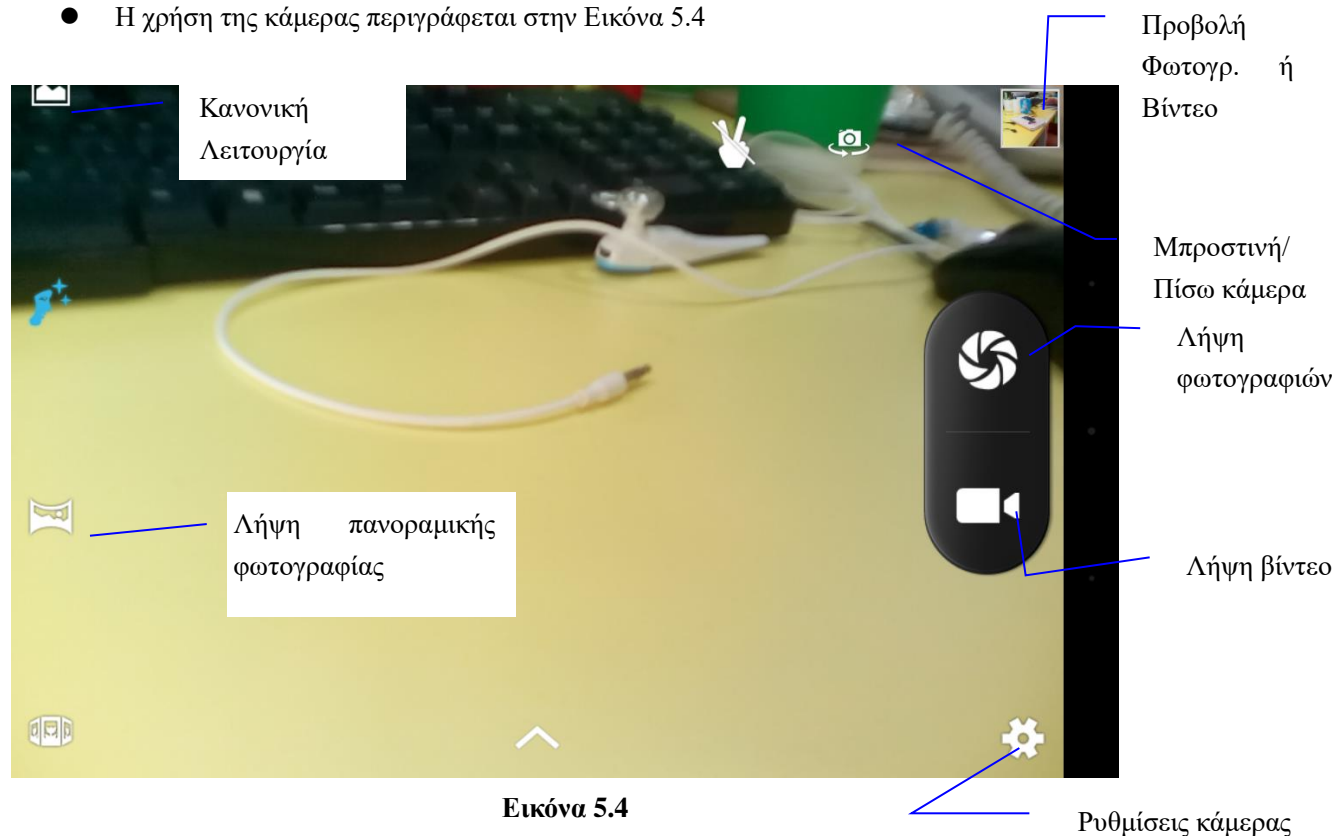 ● Η χρήση της κάμερας περιγράφεται στην Εικόνα 5.4
Προβολή
Φωτογρ. ή
Βίντεο
Κανονική
Λειτουργία
Μπροστινή/
Πίσω κάμερα
Λήψη
φωτογραφιών
Λήψη πανοραμικής
φωτογραφίας
Λήψη βίντεο
Εικόνα 5.4
Ρυθμίσεις κάμερας